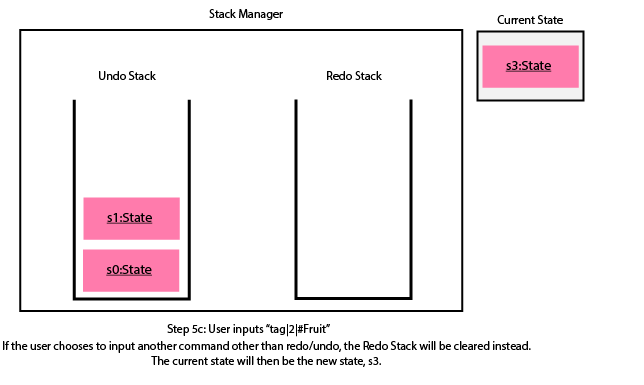 Stack Manager
Current State
s3:State
Undo Stack
Redo Stack
s1:State
s0:State
Step 5c: User inputs “tag|2|#Fruit”
If the user chooses to input another command other than redo/undo, the Redo Stack will be cleared instead.
The current state will then be the new state, s3.